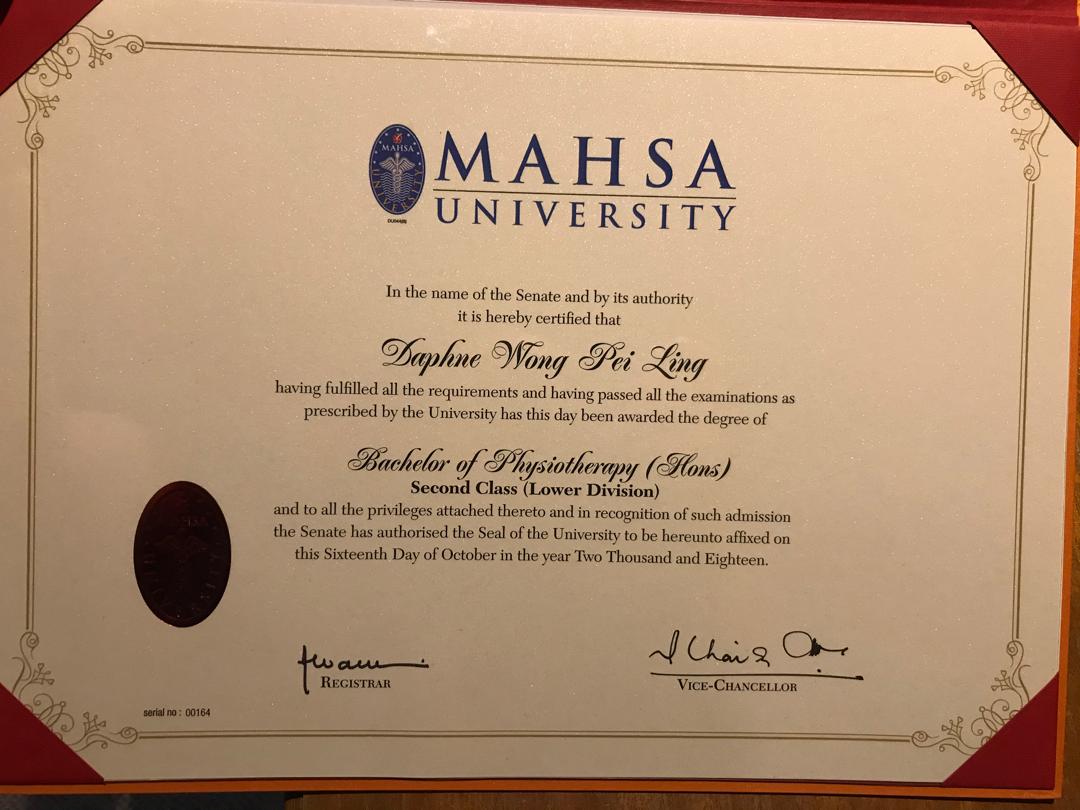 MAHSA
UNIVERSITY
MAHSA
UNIVERSITY
In the name of the Senate and by its authority
it is hereby certified that
Daphne Wong Pei Ling
having fulfilled all the requirements and having passed all the examinations as
prescribed by the University has this day been awarded the degree of
Bachelor of Physiotherapy (Hons)
Second Class (Lower Division)
and to all the privileges attached thereto and in recognition of such admission
the Senate has authorised the Seal of the University to be hereunto affixed on
this Sixteenth Day of October in the year Two Thousand and Eighteen.
REGISTRAR
VICE-CHANCELLOR
serial no : 00164